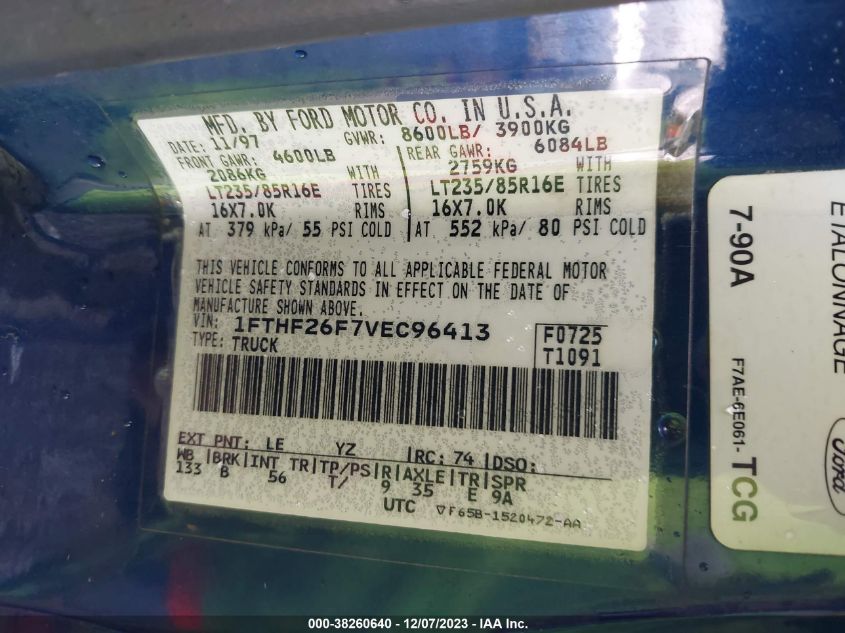 MFD. BY FORD MOTOR CO. IN U.S.A.
DATE: 11/97 GVWR: 8600LB/ 3900KG
FRONT GAWR: 4600LB REAR GAWR: 6084LB
2086KG WITH 2759KG WITH
LT235/85R16E TIRES LT235/85R16E TIRES
16X7.0K RIMS 16X7.0K RIMS
AT 379 kPa/ 55 PSI COLD AT 552 kPa/ 80 PSI COLD
THIS VEHICLE CONFORMS TO ALL APPLICABLE FEDERAL MOTOR
VEHICLE SAFETY STANDARDS IN EFFECT ON THE DATE OF
MANUFACTURE SHOWN ABOVE.
VIN: 1FTHF26F7VEC96413 F0725
TYPE: TRUCK T1091
EXT PNT: LE YZ RC: 74 DSO:
WB BRK INT TR TP/PS R AXLE TR SPR
133 B 56 T/ 9 35 E 9A
UTC ▽F65B-1520472-AA
ETALONNAGE
7-90A
F7AE-6E061-TCG
Ford
000-38260640 - 12/07/2023 - IAA Inc.